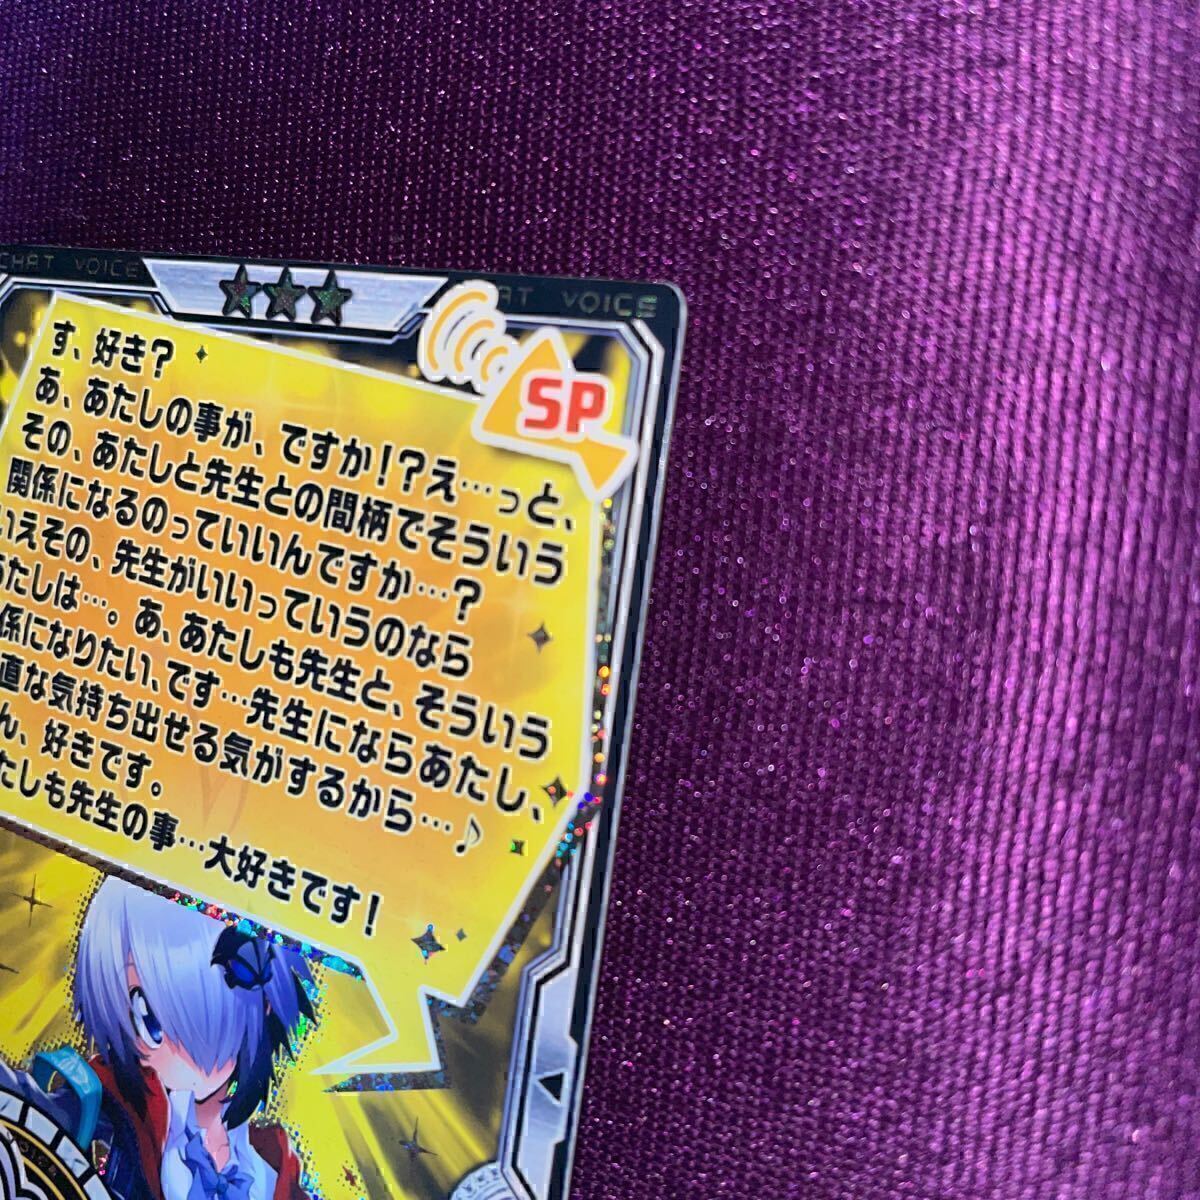 CHAT VOICE
AT VOICE
SP
す、好き?
あ、あたしの事が、ですか!?え…っと、
その、あたしと先生との間柄でそういう
関係になるのっていいんですか…?
いえその、先生がいいっていうのなら
あたしは…。あ、あたしも先生と、そういう
係になりたい、です…先生にならあたし、
直な気持ち出せる気がするから…♪
ん、好きです。
たしも先生の事…大好きです!